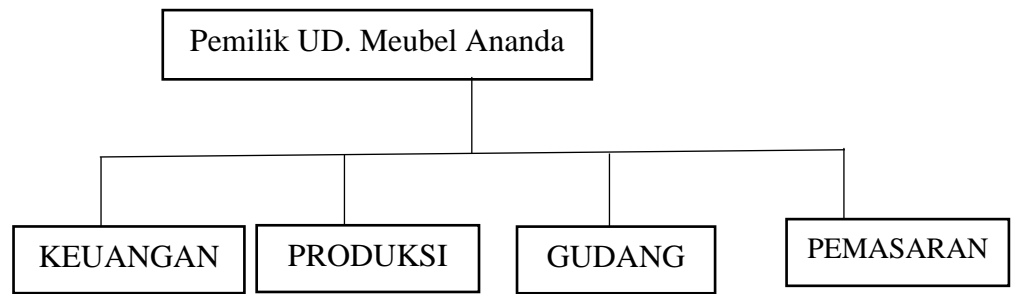 Pemilik UD. Meubel Ananda
KEUANGAN
PRODUKSI
GUDANG
PEMASARAN